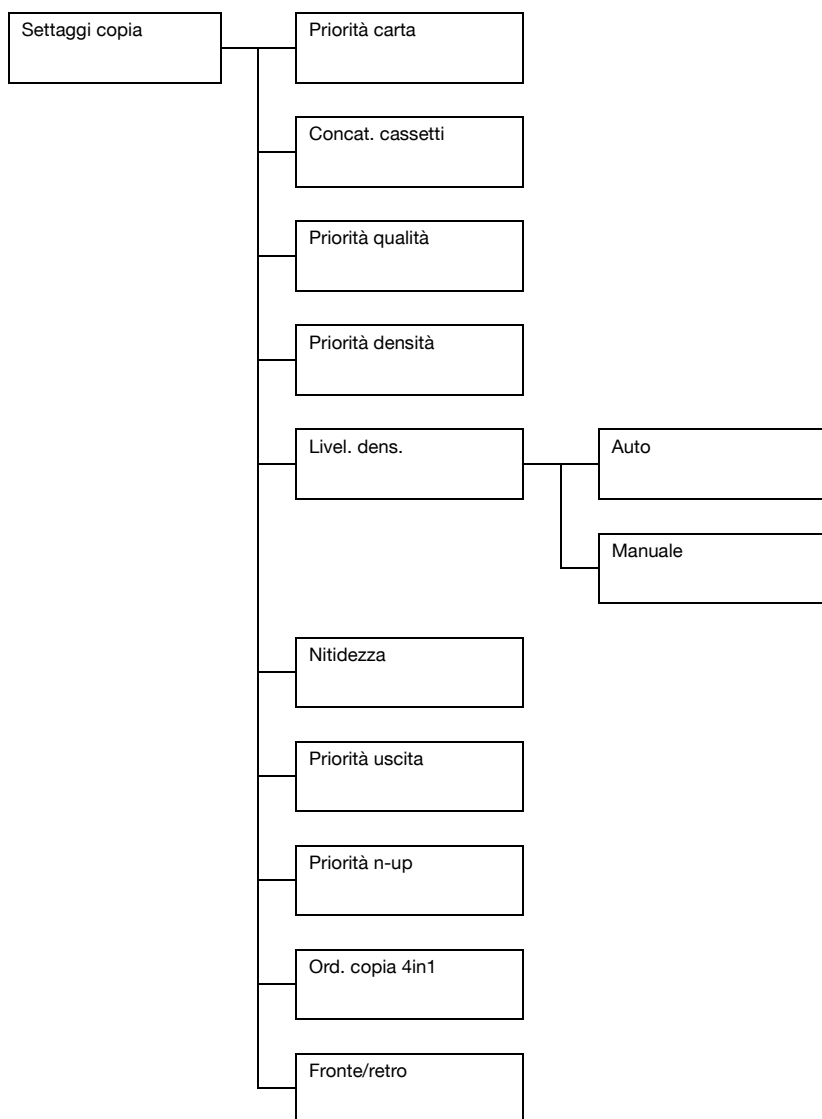 Settaggi copia
Priorità carta
Concat. cassetti
Priorità qualità
Priorità densità
Livel. dens.
Auto
Manuale
Nitidezza
Priorità uscita
Priorità n-up
Ord. copia 4in1
Fronte/retro